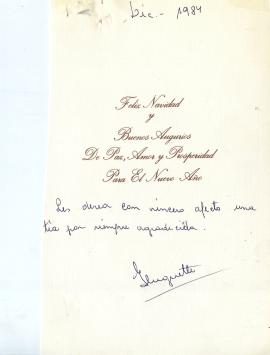 Dic.- 1984
Feliz Navidad
y
Buenos Augurios
De Paz, Amor y Prosperidad
Para El Nuevo Año
Les desea con sincero afecto una
tía por siempre agradecida.
Huguette